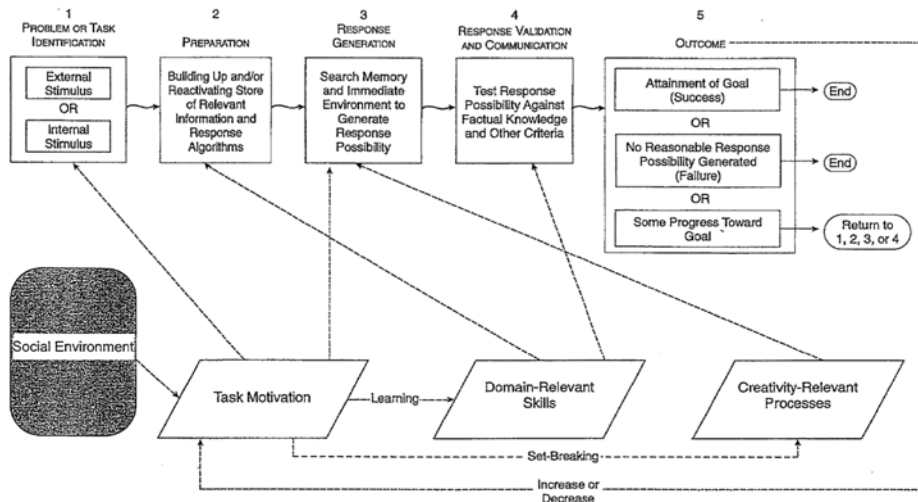 1
PROBLEM OR TASK
IDENTIFICATION
External
Stimulus
OR
Internal
Stimulus
2
PREPARATION
Building Up and/or
Reactivating Store
of Relevant
Information and
Response
Algorithms
3
RESPONSE
GENERATION
Search Memory
and Immediate
Environment to
Generate
Response
Possibility
4
RESPONSE VALIDATION
AND COMMUNICATION
Test Response
Possibility Against
Factual Knowledge
and Other Criteria
5
OUTCOME
Attainment of Goal
(Success)
End
OR
No Reasonable Response
Possibility Generated
(Failure)
End
OR
Some Progress Toward
Goal
Return to
1, 2, 3, or 4
Social Environment
Task Motivation
Learning
Domain-Relevant
Skills
Creativity-Relevant
Processes
Set-Breaking
Increase or
Decrease